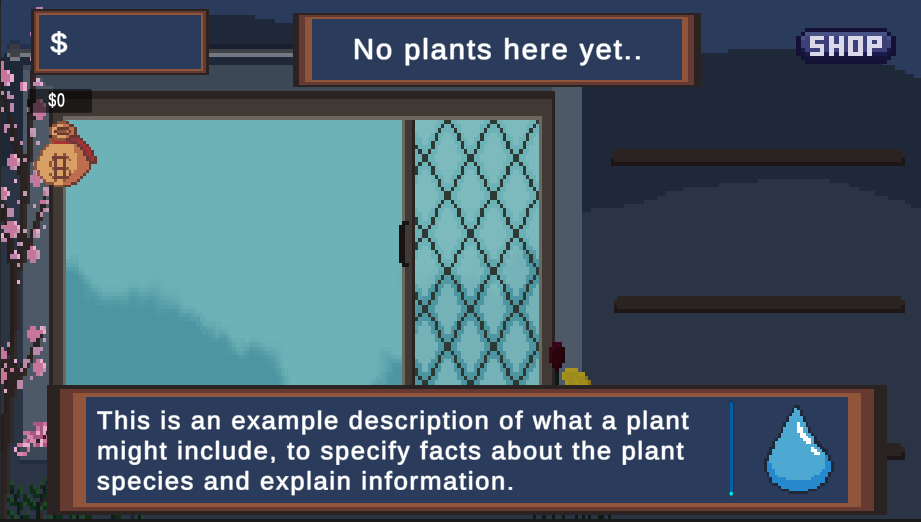 $
No plants here yet..
SHOP
$0
$
This is an example description of what a plant
might include, to specify facts about the plant
species and explain information.